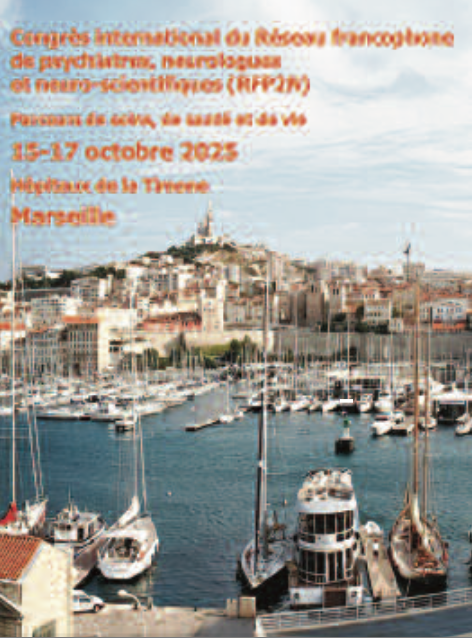 Congrès international du Réseau francophone
de psychiatres, neurologues
et neuro-scientifiques (RFP2N)
Parcours de soins, de santé et de vie
15-17 octobre 2025
Hôpitaux de la Timone
Marseille